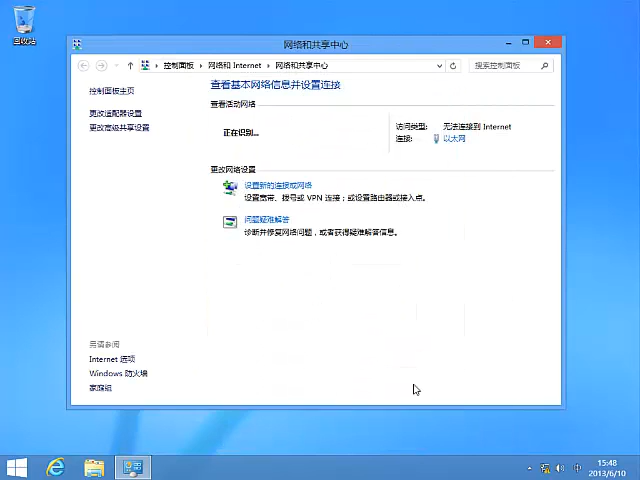 回收站
网络和共享中心
控制面板 网络和 Internet 网络和共享中心
搜索控制面板
控制面板主页
更改适配器设置
更改高级共享设置
查看基本网络信息并设置连接
查看活动网络
正在识别...
访问类型: 无法连接到 Internet
连接: 以太网
更改网络设置
设置新的连接或网络
设置宽带、拨号或 VPN 连接；或设置路由器或接入点。
问题疑难解答
诊断并修复网络问题，或者获得疑难解答信息。
另请参阅
Internet 选项
Windows 防火墙
家庭组
中
15:48
2013/6/10